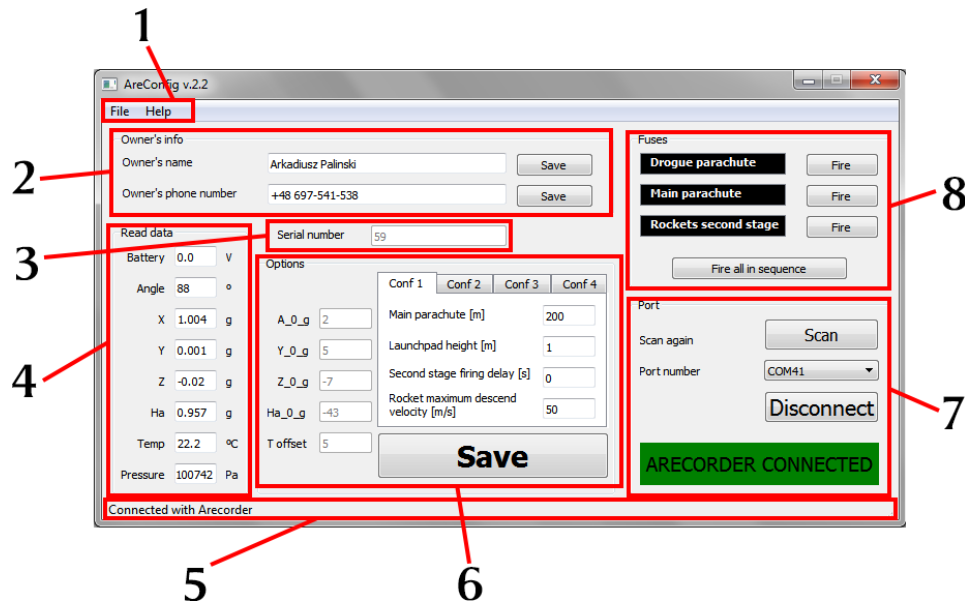 1
AreConfig v.2.2
File Help
Owner's info
Owner's name Arkadiusz Palinski Save
Owner's phone number +48 697-541-538 Save
2
Serial number 59
3
Read data
Battery 0.0 V
Angle 88 º
X 1.004 g
Y 0.001 g
Z -0.02 g
Ha 0.957 g
Temp 22.2 ºC
Pressure 100742 Pa
4
Options
A_0_g 2
Y_0_g 5
Z_0_g -7
Ha_0_g -43
T offset 5
Conf 1 Conf 2 Conf 3 Conf 4
Main parachute [m] 200
Launchpad height [m] 1
Second stage firing delay [s] 0
Rocket maximum descend
velocity [m/s] 50
Save
Fuses
Drogue parachute Fire
Main parachute Fire
Rockets second stage Fire
Fire all in sequence
8
Port
Scan again Scan
Port number COM41
Disconnect
ARECORDER CONNECTED
7
Connected with Arecorder
5
6